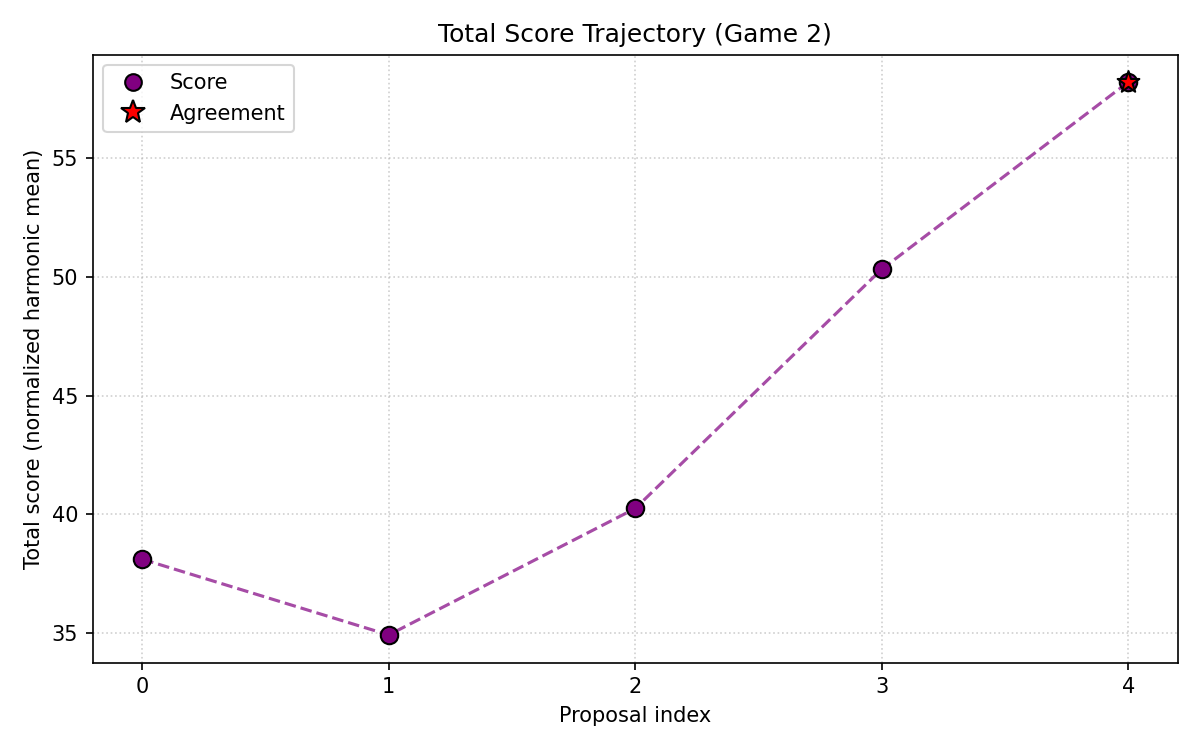 Total Score Trajectory (Game 2)
Score
Agreement
Total score (normalized harmonic mean)
55
50
45
40
35
0 1 2 3 4
Proposal index